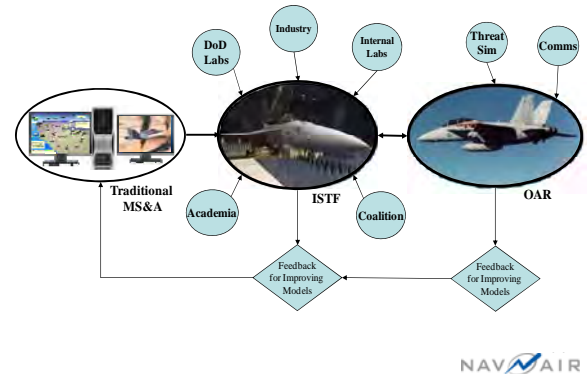 DoD
Labs
Industry
Internal
Labs
Threat
Sim
Comms
Traditional
MS&A
Academia
ISTF
Coalition
OAR
Feedback
for Improving
Models
Feedback
for Improving
Models
NAVAIR